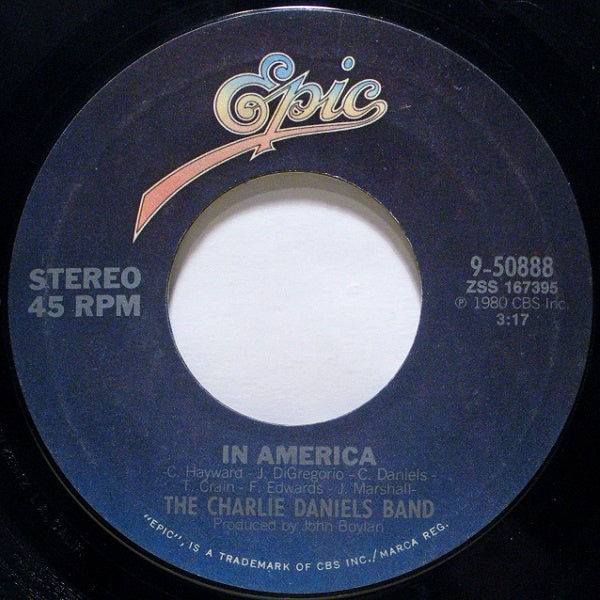 Epic
STEREO
45 RPM
9-50888
ZSS 167395
℗ 1980 CBS Inc.
3:17
IN AMERICA
-C. Hayward - J. DiGregorio - C. Daniels -
T. Crain - F. Edwards - J. Marshall-
THE CHARLIE DANIELS BAND
Produced by John Boylan
"EPIC", IS A TRADEMARK OF CBS INC./MARCA REG.